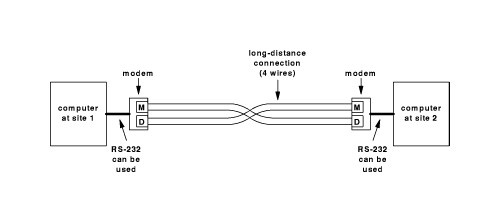 long-distance
connection
(4 wires)
modem
modem
computer
at site 1
M
D
M
D
computer
at site 2
RS-232
can be
used
RS-232
can be
used